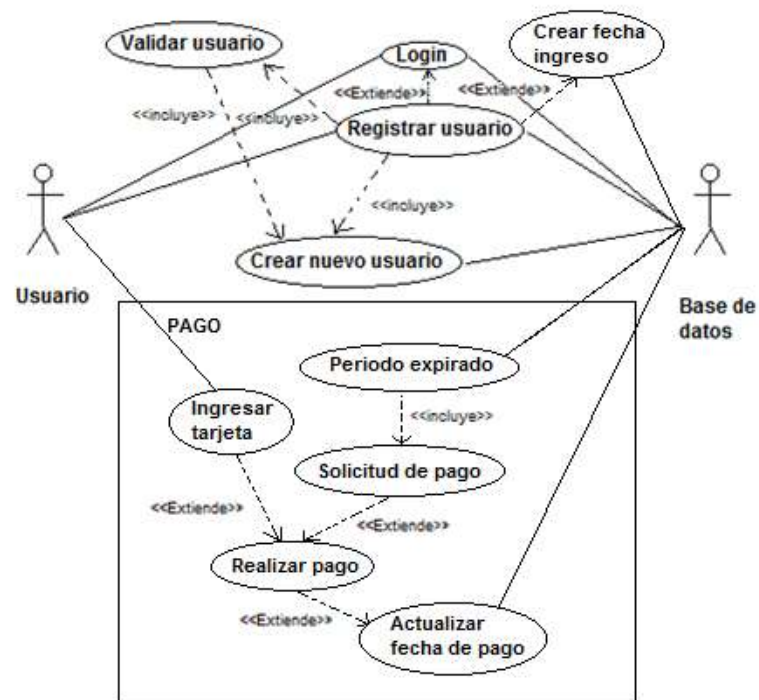 Validar usuario
Login
Crear fecha
ingreso
<<Extiende>>
<<Extiende>>
<<incluye>>
<<incluye>>
Registrar usuario
<<incluye>>
Crear nuevo usuario
Usuario
Base de
datos
PAGO
Periodo expirado
Ingresar
tarjeta
<<incluye>>
Solicitud de pago
<<Extiende>>
<<Extiende>>
Realizar pago
<<Extiende>>
Actualizar
fecha de pago